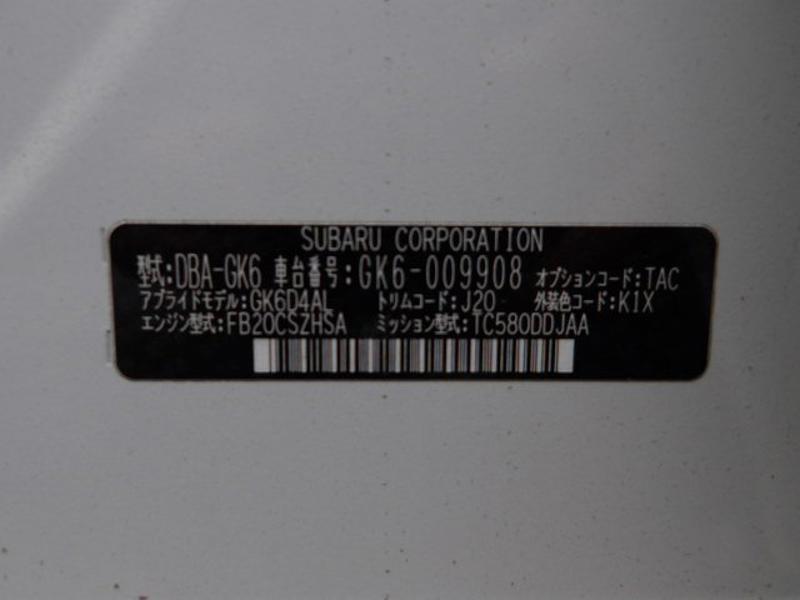 SUBARU CORPORATION
型式:DBA-GK6 車台番号:GK6-009908 オプションコード:TAC
アプライドモデル:GK6D4AL トリムコード:J20 外装色コード:K1X
エンジン型式:FB20CSZHSA ミッション型式:TC580DDJAA